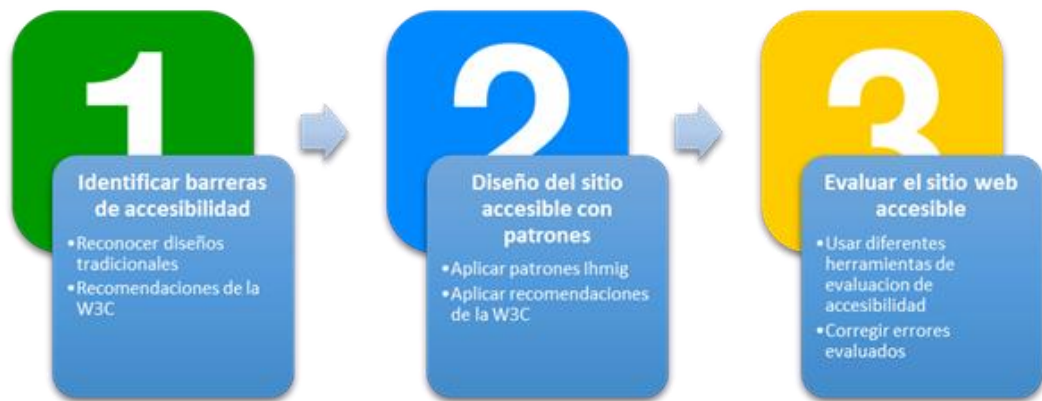 1
Identificar barreras
de accesibilidad
•Reconocer diseños
tradicionales
•Recomendaciones de la
W3C
2
Diseño del sitio
accesible con
patrones
•Aplicar patrones Ihmig
•Aplicar recomendaciones
de la W3C
3
Evaluar el sitio web
accesible
•Usar diferentes
herramientas de
evaluacion de
accesibilidad
•Corregir errores
evaluados